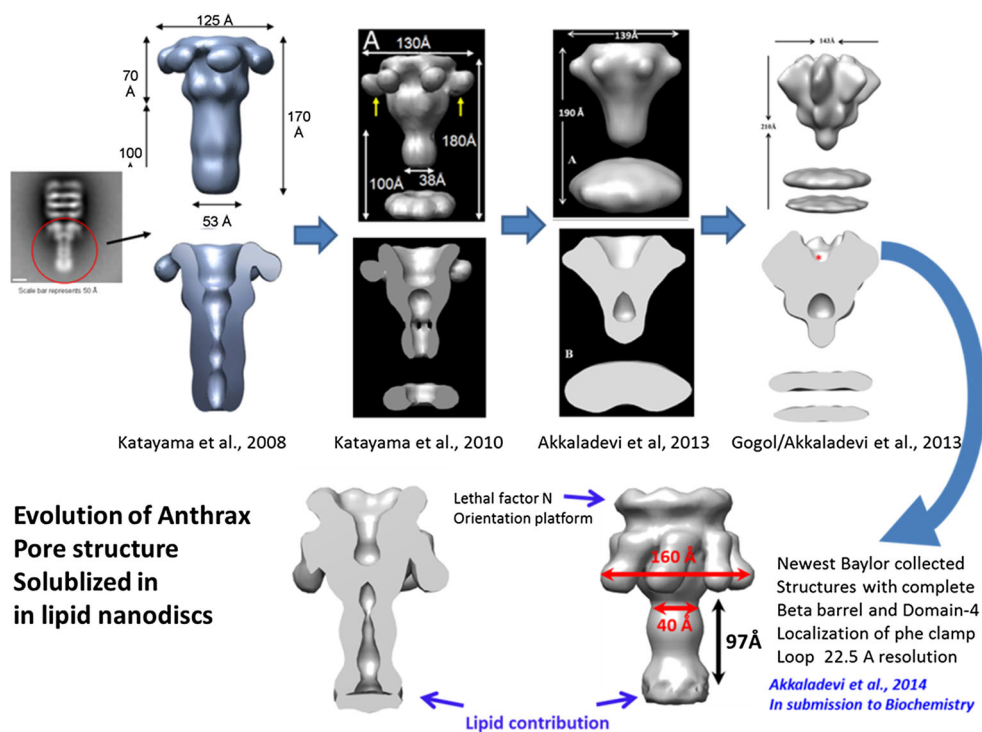 125 A
70
A
100
170
A
53 A
Scale bar represents 50 Å
A
130Å
180Å
100Å
38Å
139Å
190Å
A
B
143Å
210Å
*
Katayama et al., 2008
Katayama et al., 2010
Akkaladevi et al, 2013
Gogol/Akkaladevi et al., 2013
Evolution of Anthrax
Pore structure
Solublized in
in lipid nanodiscs
Lethal factor N
Orientation platform
160 Å
40 Å
97Å
Lipid contribution
Newest Baylor collected
Structures with complete
Beta barrel and Domain-4
Localization of phe clamp
Loop 22.5 A resolution
Akkaladevi et al., 2014
In submission to Biochemistry